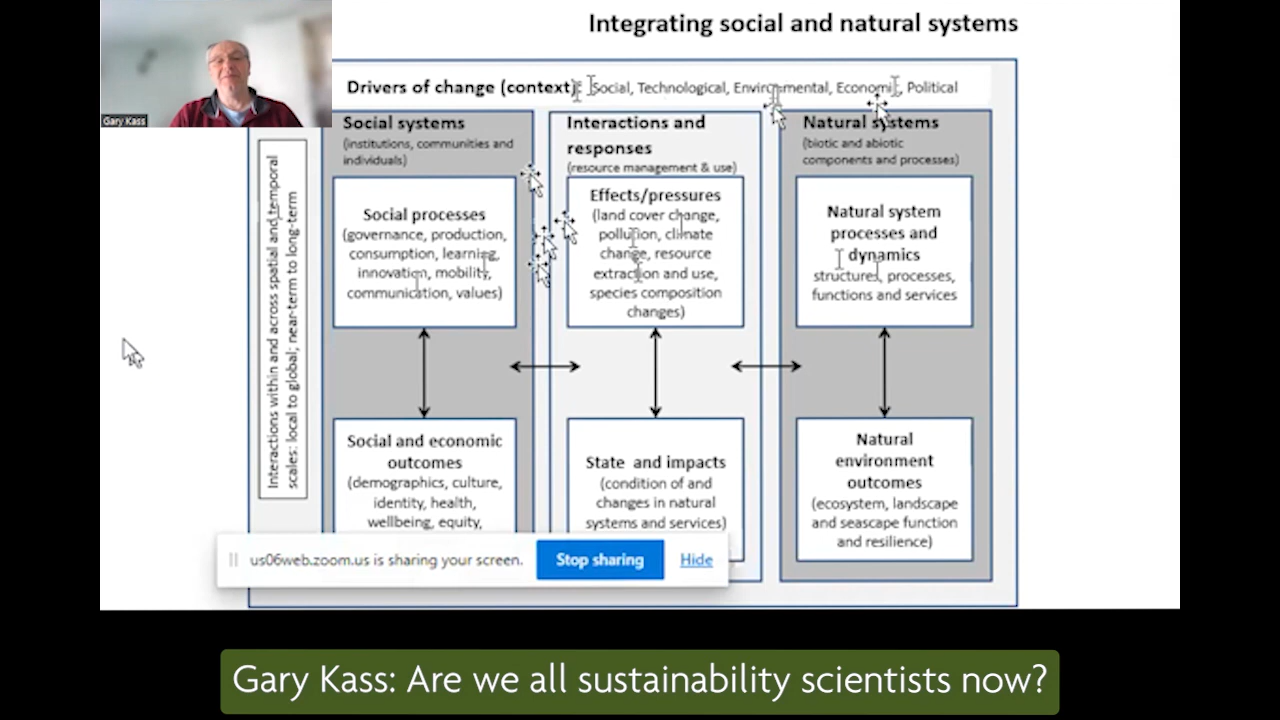 Integrating social and natural systems
Gary Kass
Drivers of change (context): Social, Technological, Environmental, Economic, Political
Interactions within and across spatial and temporal
scales: local to global; near-term to long-term
Social systems
(institutions, communities and
individuals)
Social processes
(governance, production,
consumption, learning,
innovation, mobility,
communication, values)
Social and economic
outcomes
(demographics, culture,
identity, health,
wellbeing, equity,
Interactions and
responses
(resource management & use)
Effects/pressures
(land cover change,
pollution, climate
change, resource
extraction and use,
species composition
changes)
State and impacts
(condition of and
changes in natural
systems and services)
Natural systems
(biotic and abiotic
components and processes)
Natural system
processes and
dynamics
structures, processes,
functions and services
Natural
environment
outcomes
(ecosystem, landscape
and seascape function
and resilience)
us06web.zoom.us is sharing your screen.
Stop sharing
Hide
Gary Kass: Are we all sustainability scientists now?